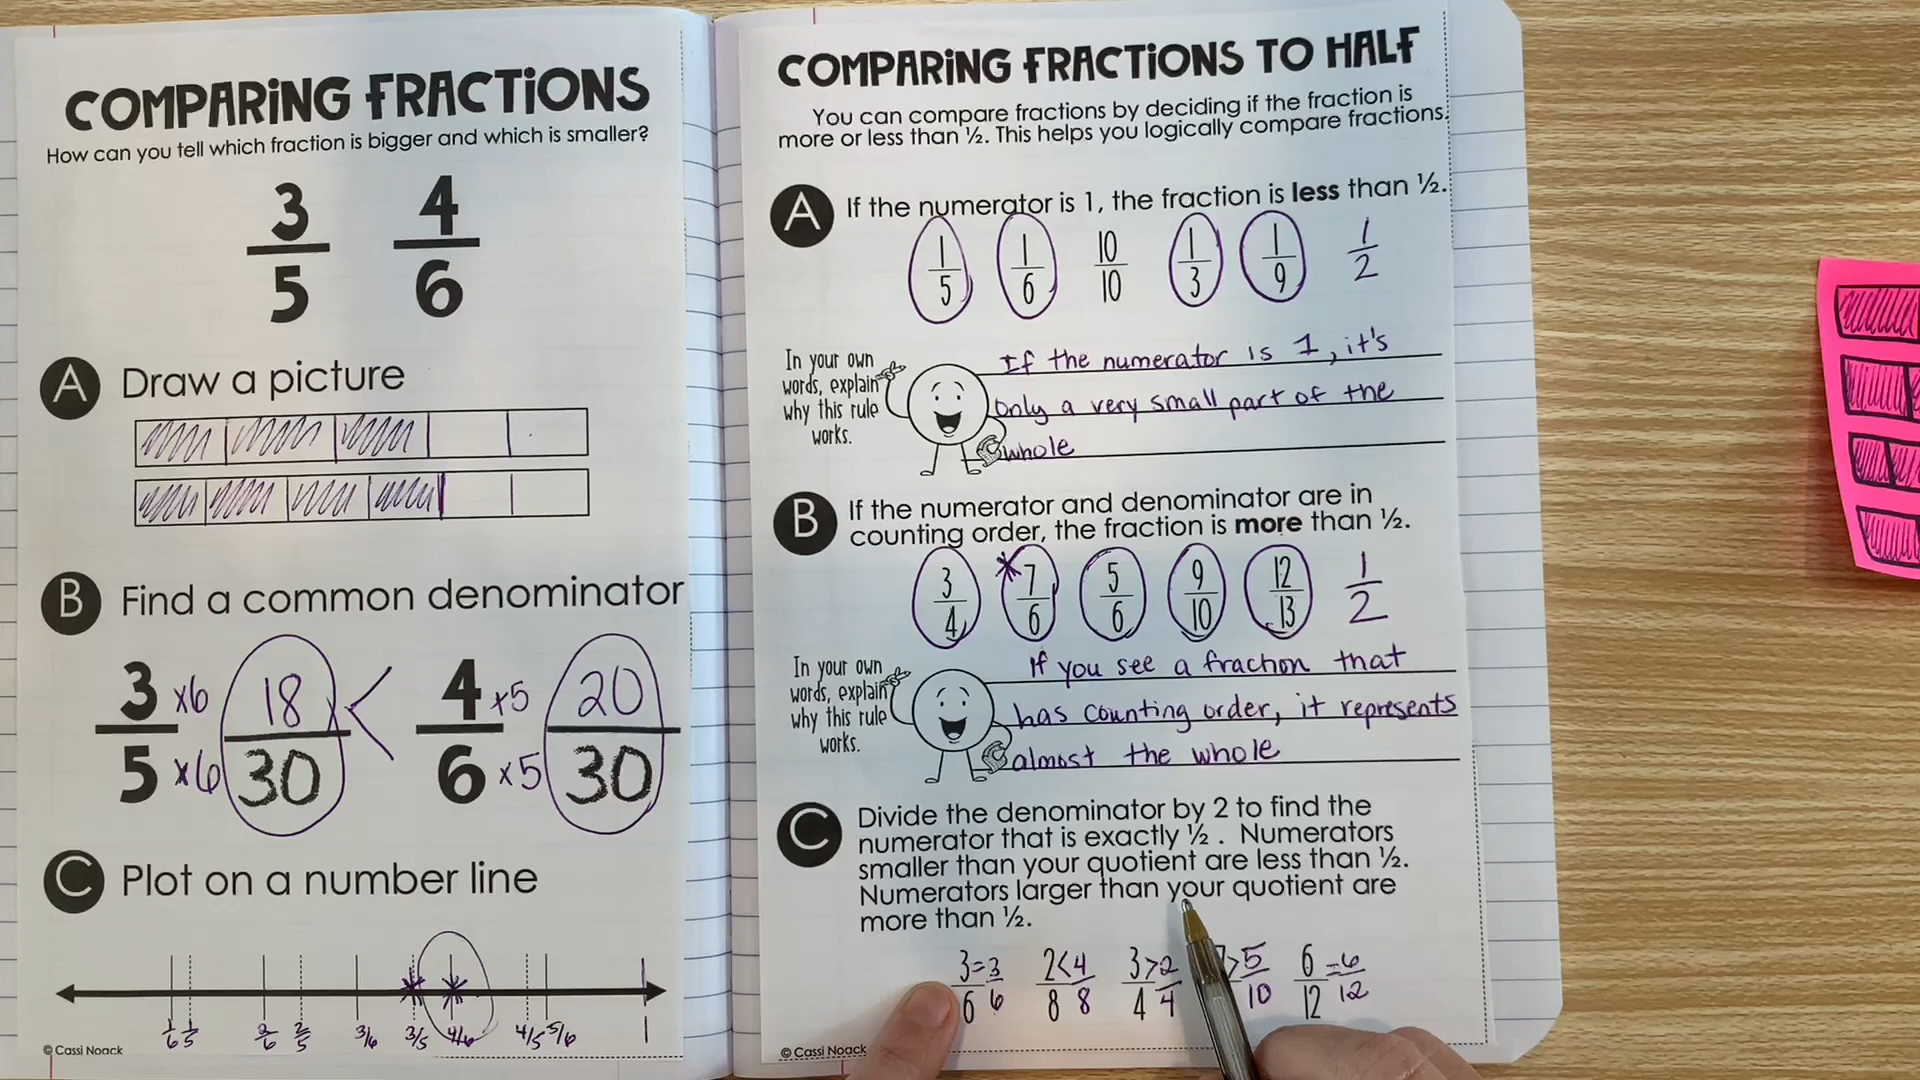 COMPARING FRACTIONS
How can you tell which fraction is bigger and which is smaller?
3/5 4/6
A Draw a picture
B Find a common denominator
3/5 ×6 ×6 18/30 < 4/6 ×5 ×5 20/30
C Plot on a number line
1/6 1/5 2/6 2/5 3/6 3/5 4/6 4/5 5/6 1
© Cassi Noack
COMPARING FRACTIONS TO HALF
You can compare fractions by deciding if the fraction is
more or less than ½. This helps you logically compare fractions.
A If the numerator is 1, the fraction is less than ½.
1/5 1/6 10/10 1/3 1/9 1/2
In your own
words, explain
why this rule
works.
If the numerator is 1, it's
only a very small part of the
whole
B If the numerator and denominator are in
counting order, the fraction is more than ½.
3/4 *7/6 5/6 9/10 12/13 1/2
In your own
words, explain
why this rule
works.
If you see a fraction that
has counting order, it represents
almost the whole
C Divide the denominator by 2 to find the
numerator that is exactly ½. Numerators
smaller than your quotient are less than ½.
Numerators larger than your quotient are
more than ½.
3/6 = 3/6 2/8 < 4/8 3/4 > 2/4 > 5/10 6/12 = 6/12
© Cassi Noack